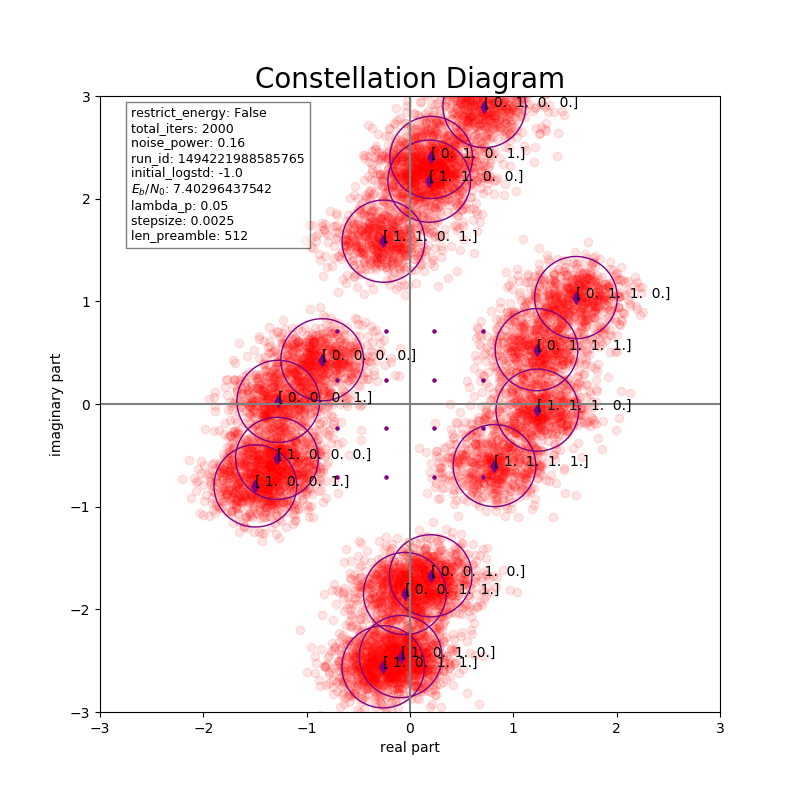 Constellation Diagram
restrict_energy: False
total_iters: 2000
noise_power: 0.16
run_id: 1494221988585765
initial_logstd: -1.0
E_b/N_0: 7.40296437542
lambda_p: 0.05
stepsize: 0.0025
len_preamble: 512
[ 0. 1. 0. 0.]
[ 0. 1. 0. 1.]
[ 1. 1. 0. 0.]
[ 1. 1. 0. 1.]
[ 0. 1. 1. 0.]
[ 0. 1. 1. 1.]
[ 0. 0. 0. 0.]
[ 0. 0. 0. 1.]
[ 1. 1. 1. 0.]
[ 1. 0. 0. 0.]
[ 1. 1. 1. 1.]
[ 1. 0. 0. 1.]
[ 0. 0. 1. 0.]
[ 0. 0. 1. 1.]
[ 1. 0. 1. 0.]
[ 1. 0. 1. 1.]
3
2
1
0
−1
−2
−3
−3 −2 −1 0 1 2 3
real part
imaginary part